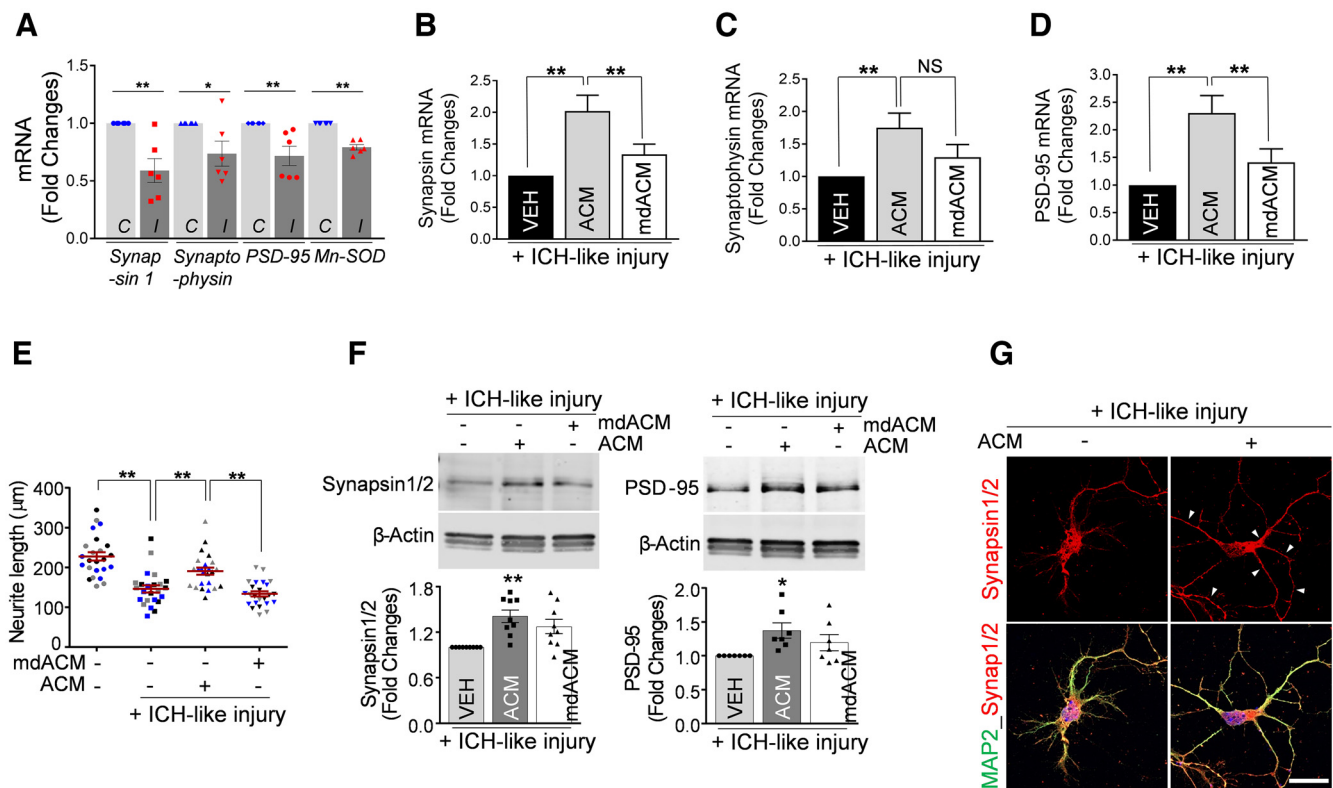 A
mRNA
(Fold Changes)
1.5
1.0
0.5
0.0
** * ** **
C I C I C I C I
Synap
-sin 1
Synapto
-physin
PSD-95
Mn-SOD
B
Synapsin mRNA
(Fold Changes)
2.5
2.0
1.5
1.0
0.5
0.0
** **
VEH
ACM
mdACM
+ ICH-like injury
C
Synaptophysin mRNA
(Fold Changes)
2.5
2.0
1.5
1.0
0.5
0.0
** NS
VEH
ACM
mdACM
+ ICH-like injury
D
PSD-95 mRNA
(Fold Changes)
3.0
2.5
2.0
1.5
1.0
0.5
0.0
** **
VEH
ACM
mdACM
+ ICH-like injury
E
Neurite length (µm)
400
300
200
100
0
** ** **
mdACM - - - +
ACM - - + -
+ ICH-like injury
F
+ ICH-like injury
- - + mdACM
- + - ACM
Synapsin1/2
β-Actin
Synapsin1/2
(Fold Changes)
1.8
1.2
0.6
0.0
**
VEH
ACM
mdACM
+ ICH-like injury
+ ICH-like injury
- - + mdACM
- + - ACM
PSD-95
β-Actin
PSD-95
(Fold Changes)
2.0
1.5
1.0
0.5
0.0
*
VEH
ACM
mdACM
+ ICH-like injury
G
+ ICH-like injury
ACM - +
Synapsin1/2
MAP2_Synap1/2